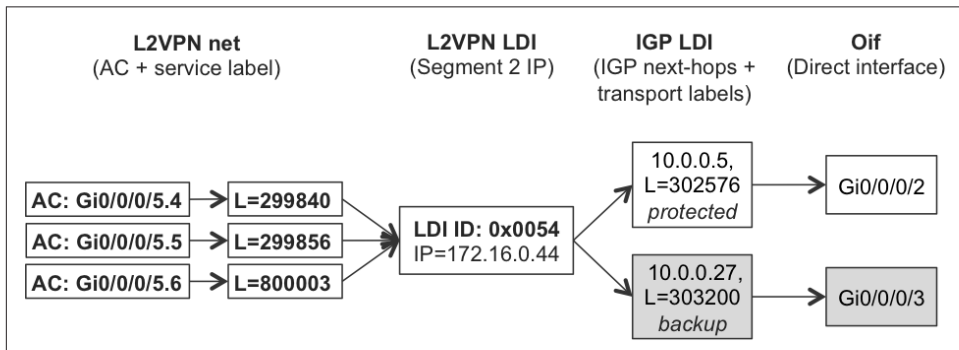 L2VPN net
(AC + service label)
L2VPN LDI
(Segment 2 IP)
IGP LDI
(IGP next-hops +
transport labels)
Oif
(Direct interface)
AC: Gi0/0/0/5.4
L=299840
AC: Gi0/0/0/5.5
L=299856
AC: Gi0/0/0/5.6
L=800003
LDI ID: 0x0054
IP=172.16.0.44
10.0.0.5,
L=302576
protected
Gi0/0/0/2
10.0.0.27,
L=303200
backup
Gi0/0/0/3